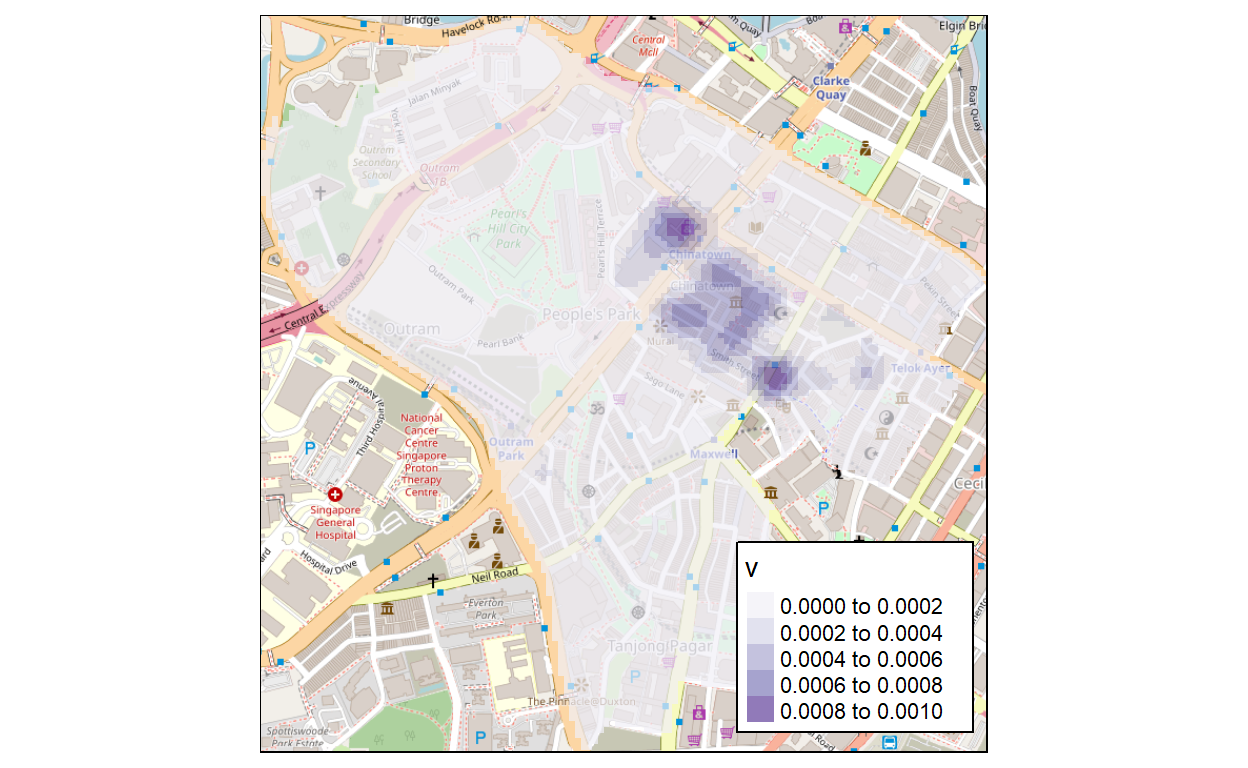 Bridge
Havelock Road
Elgin Bri
Central
Mall
Clarke
Quay
Boat Quay
Jalan Minyak
York Hill
Outram
Secondary
School
Outram
Pearl's
Hill City
Park
Pearl's Hill Terrace
Chinatown
Chinatown
Outram Park
Pekin Street
Central E
xpressway
Outram
People's Park
Mural
Pearl Bank
Smith Street
Telok Ayer
Sago Lane
Third Hospital Avenue
National
Cancer
Centre
Singapore
Proton
Therapy
Centre
P
Outram
Park
Maxwell
Ceci
P
Singapore
General
Hospital
Hospital Drive
ard
Neil Road
Everton
Park
Tanjong Pagar
P
The Pinnacle@Duxton
Spottiswoode
Park Estate
P
Road
V
0.0000 to 0.0002
0.0002 to 0.0004
0.0004 to 0.0006
0.0006 to 0.0008
0.0008 to 0.0010